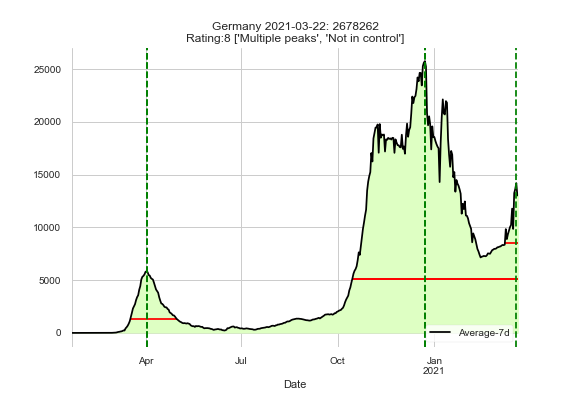 Germany 2021-03-22: 2678262
Rating:8 ['Multiple peaks', 'Not in control']
25000
20000
15000
10000
5000
0
Average-7d
Apr
Jul
Oct
Jan
2021
Date